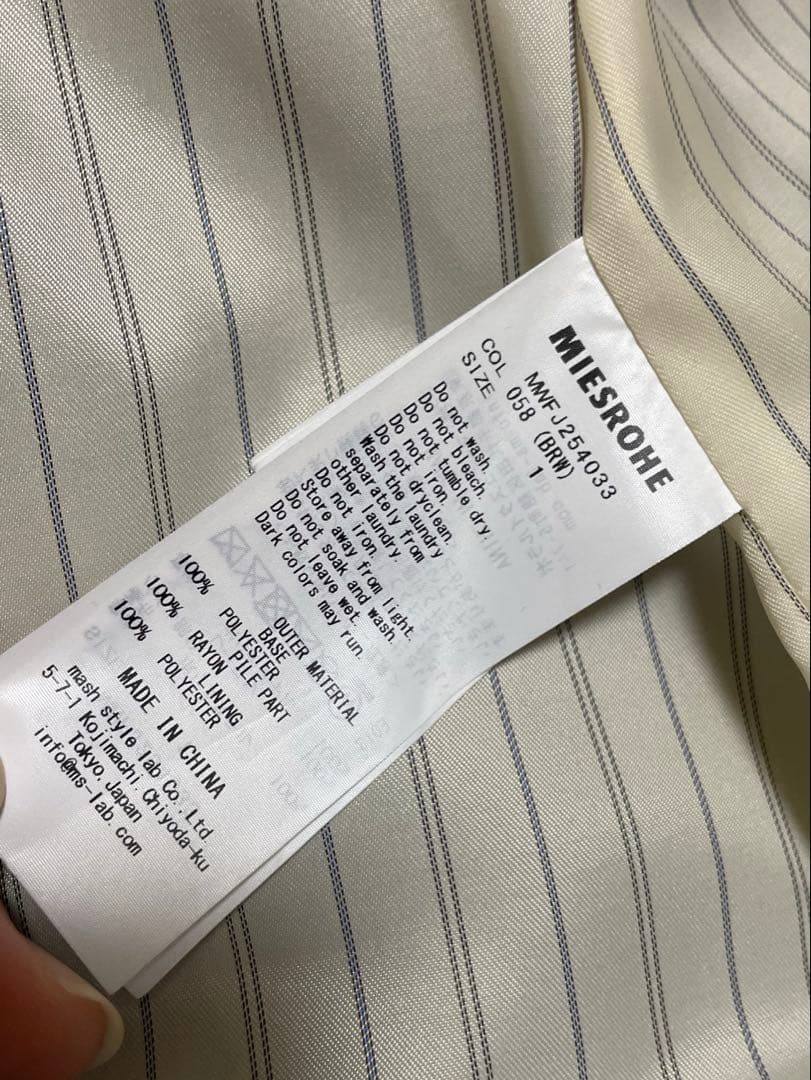 MIESROHE
MWFJ254033
COL 058 (BRW)
SIZE 1
Do not wash.
Do not bleach.
Do not tumble dry.
Do not iron.
Do not dryclean.
Wash the laundry
separately from
other laundry.
Do not iron.
Store away from light.
Do not soak and wash.
Do not leave wet.
Dark colors may run.
OUTER MATERIAL
BASE
100% POLYESTER
PILE PART
100% RAYON
LINING
100% POLYESTER
MADE IN CHINA
mash style lab Co.,Ltd
5-7-1 Kojimachi.Chiyoda-ku
Tokyo.Japan
info@ms-lab.com